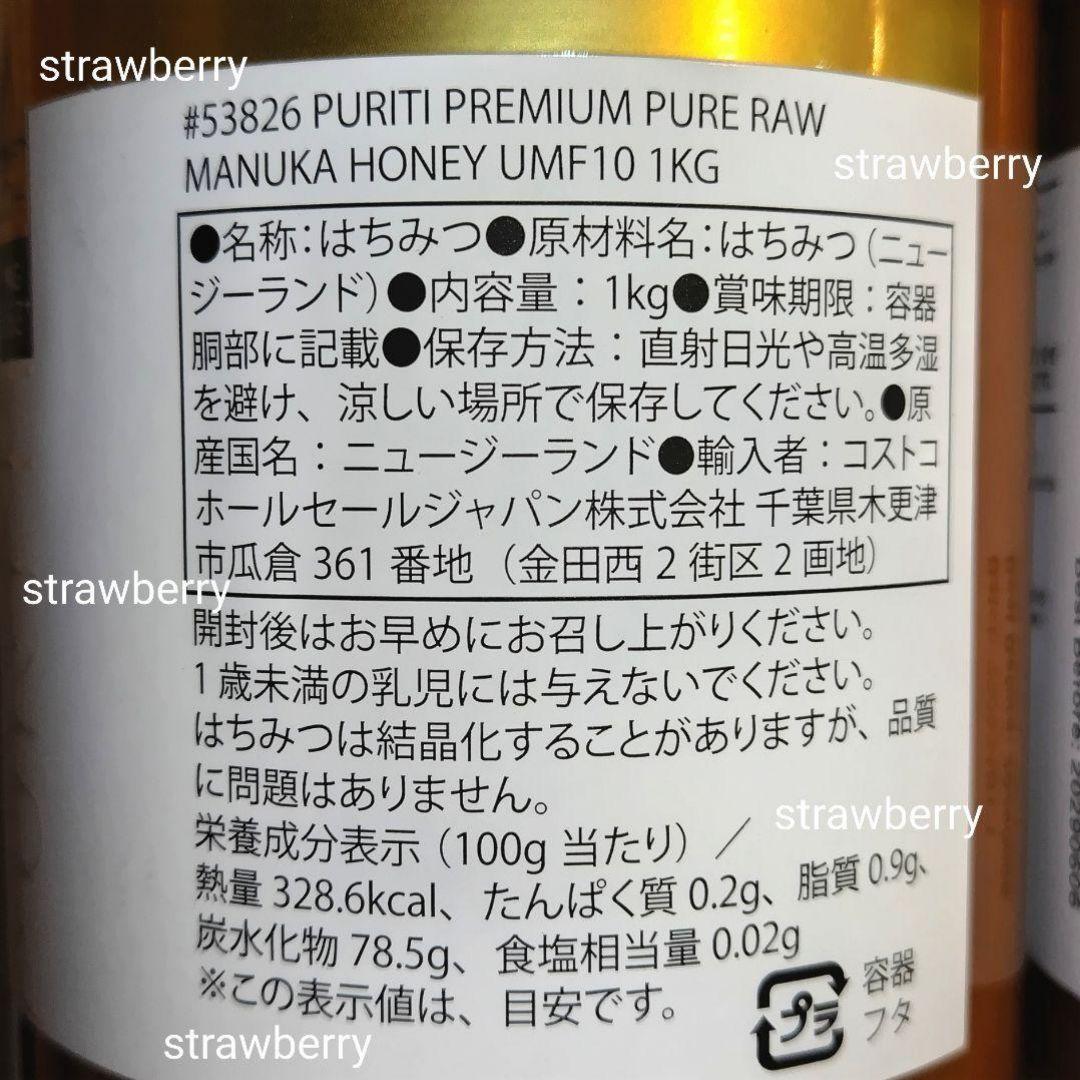 strawberry
#53826 PURITI PREMIUM PURE RAW
strawberry
MANUKA HONEY UMF10 1KG
●名称：はちみつ●原材料名：はちみつ（ニュー
ジーランド）●内容量：1kg●賞味期限：容器
胴部に記載●保存方法：直射日光や高温多湿
を避け、涼しい場所で保存してください。●原
産国名：ニュージーランド●輸入者：コストコ
ホールセールジャパン株式会社 千葉県木更津
市瓜倉 361 番地（金田西 2 街区 2 画地）
strawberry
開封後はお早めにお召し上がりください。
1 歳未満の乳児には与えないでください。
はちみつは結晶化することがありますが、品質
に問題はありません。
strawberry
栄養成分表示（100g 当たり）／
熱量 328.6kcal、たんぱく質 0.2g、脂質 0.9g、
炭水化物 78.5g、食塩相当量 0.02g
※この表示値は、目安です。
プラ
容器
フタ
strawberry
Best Before: 20290608